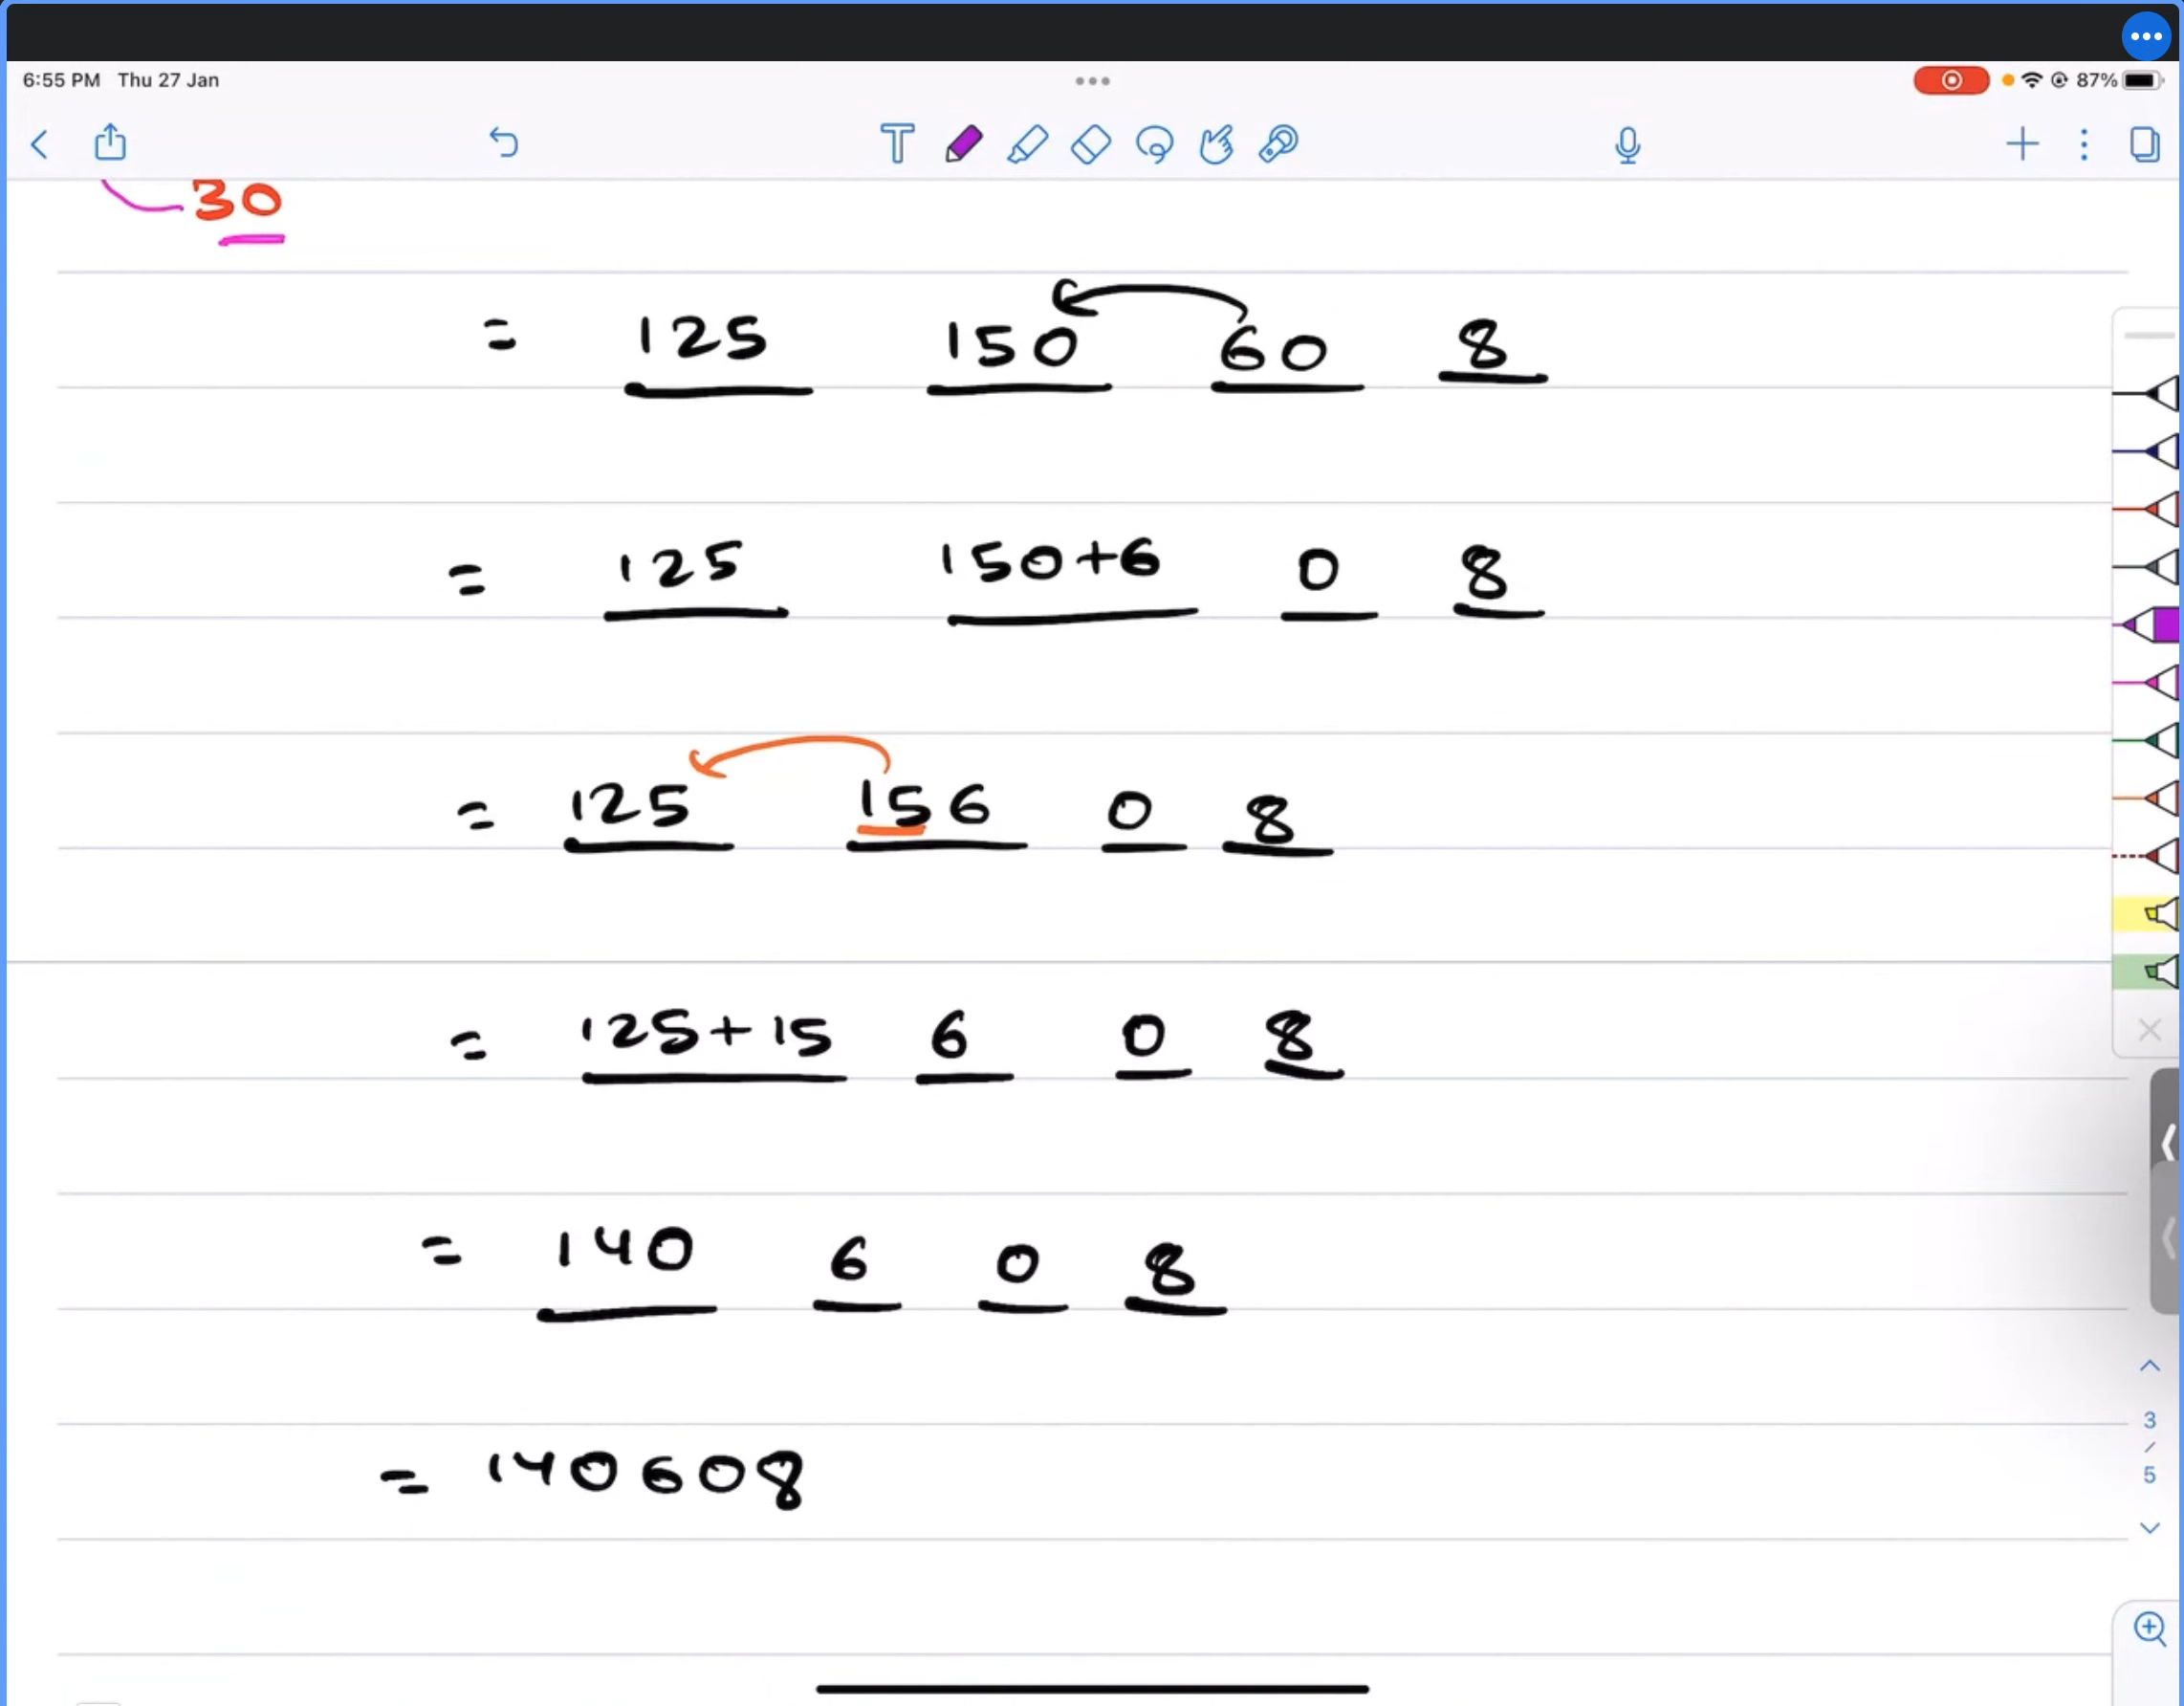 6:55 PM Thu 27 Jan 87%
T
30
= 125 150 60 8
= 125 150+6 0 8
= 125 156 0 8
= 125+15 6 0 8
= 140 6 0 8
= 140608
3
/
5